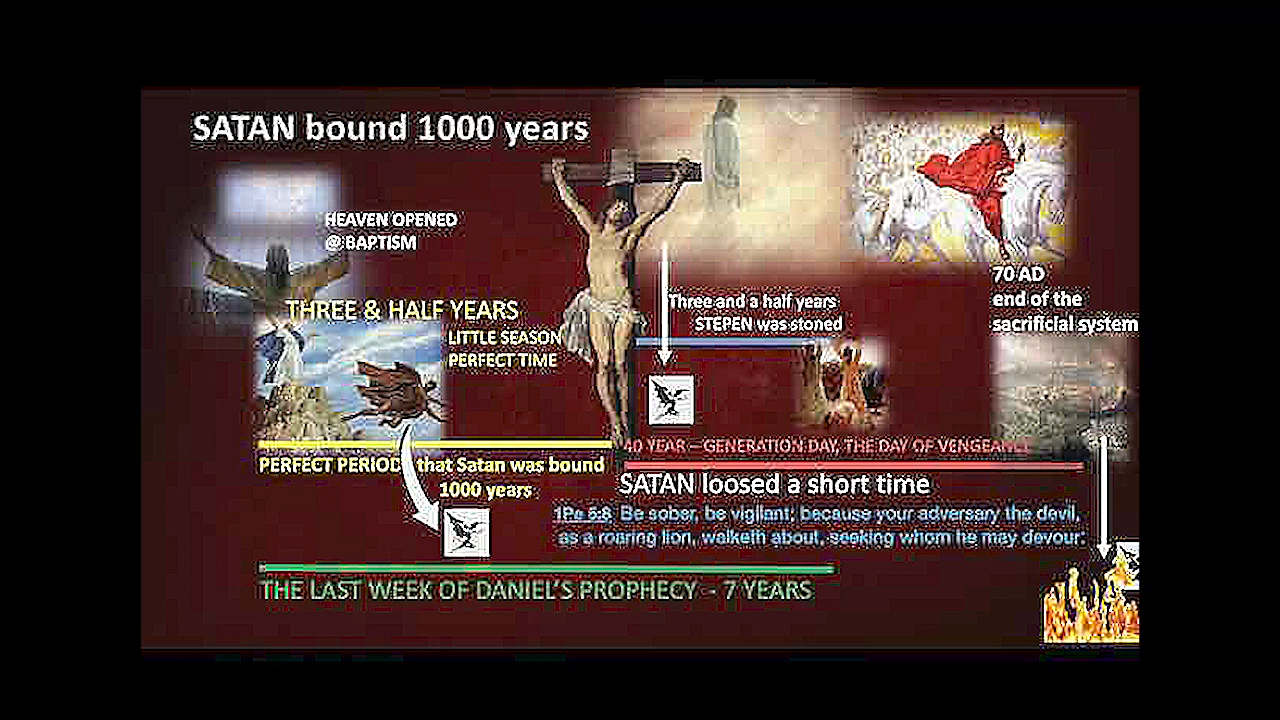 SATAN bound 1000 years
HEAVEN OPENED
@ BAPTISM
THREE & HALF YEARS
LITTLE SEASON
PERFECT TIME
Three and a half years
STEPEN was stoned
70 AD
end of the
sacrificial system
PERFECT PERIOD that Satan was bound
1000 years
40 YEAR – GENERATION DAY, THE DAY OF VENGEANCE
SATAN loosed a short time
1Pe 5:8 Be sober, be vigilant; because your adversary the devil,
as a roaring lion, walketh about, seeking whom he may devour:
THE LAST WEEK OF DANIEL'S PROPHECY - 7 YEARS